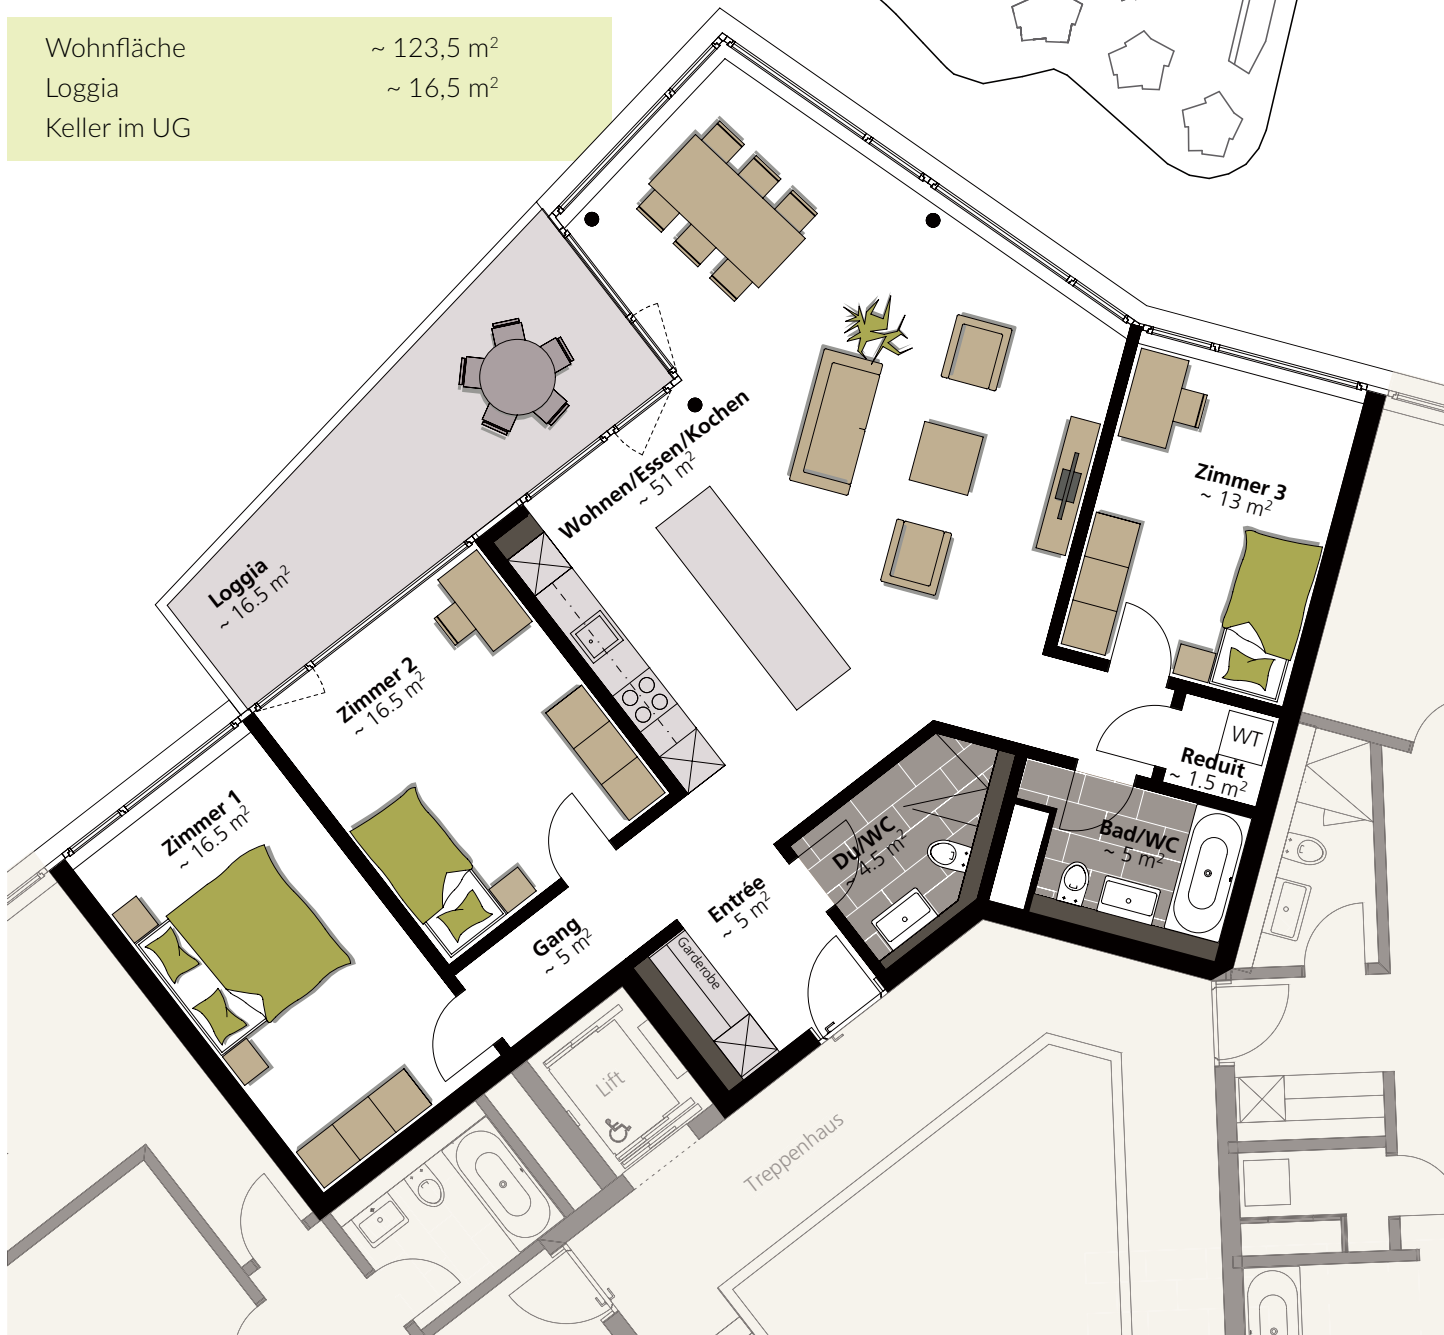 Wohnfläche ~ 123,5 m²
Loggia ~ 16,5 m²
Keller im UG
Wohnen/Essen/Kochen
~ 51 m²
Zimmer 3
~ 13 m²
Loggia
~ 16.5 m²
Zimmer 2
~ 16.5 m²
WT
Reduit
~ 1.5 m²
Zimmer 1
~ 16.5 m²
Du/WC
~ 4.5 m²
Bad/WC
~ 5 m²
Entrée
~ 5 m²
Gang
~ 5 m²
Garderobe
Lift
Treppenhaus